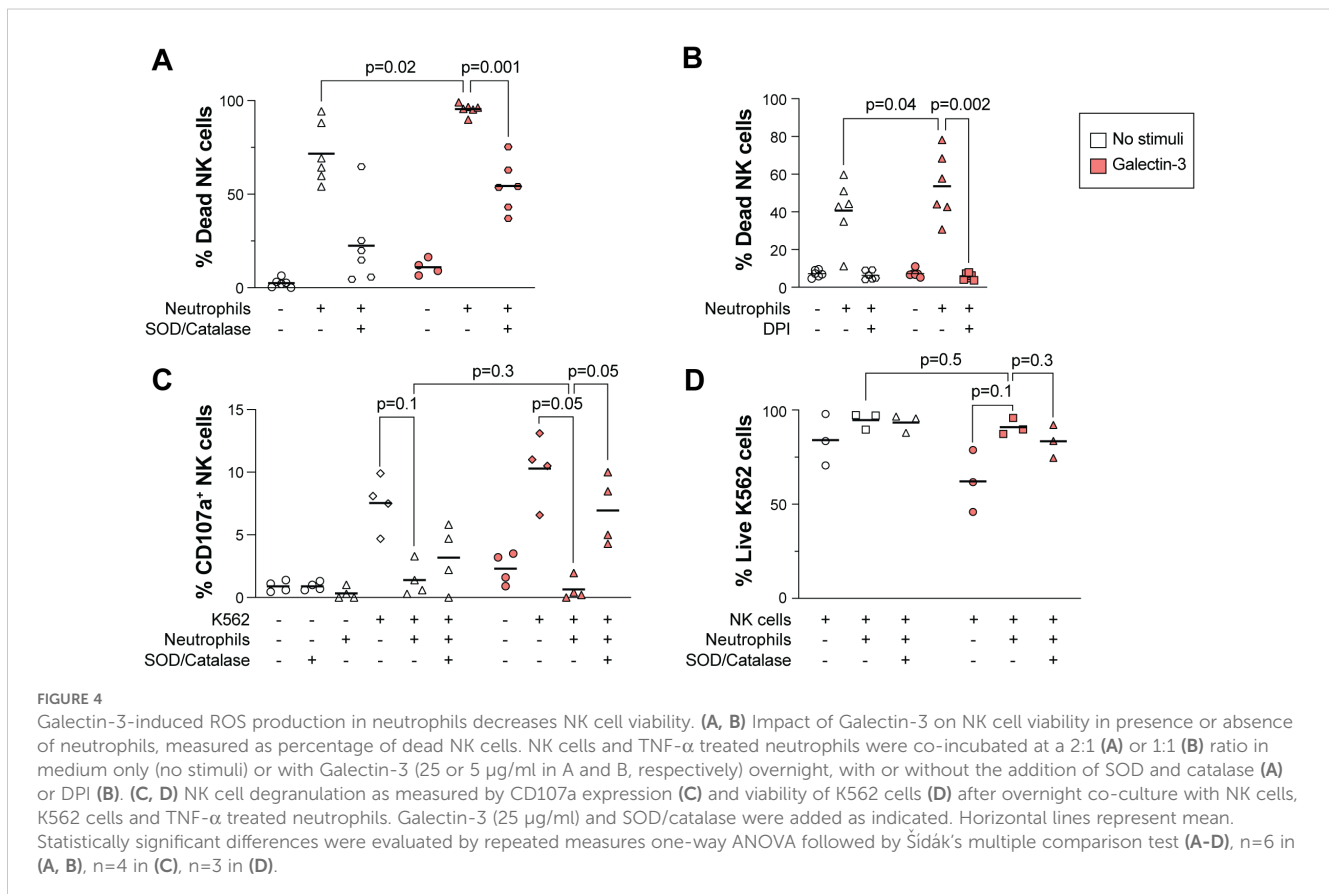 A
p=0.02
p=0.001
% Dead NK cells
100
50
0
Neutrophils - + + - + +
SOD/Catalase - - + - - +
B
p=0.04
p=0.002
% Dead NK cells
100
80
60
40
20
0
Neutrophils - + + - + +
DPI - - + - - +
No stimuli
Galectin-3
C
p=0.3
p=0.05
p=0.1
p=0.05
% CD107a+ NK cells
15
10
5
0
K562 - - - + + + - + + +
Neutrophils - - + - + + - - + +
SOD/Catalase - + - - - + - - - +
D
p=0.5
p=0.3
p=0.1
% Live K562 cells
100
50
0
NK cells + + + + + +
Neutrophils - + + - + +
SOD/Catalase - - + - - +
FIGURE 4
Galectin-3-induced ROS production in neutrophils decreases NK cell viability. (A, B) Impact of Galectin-3 on NK cell viability in presence or absence
of neutrophils, measured as percentage of dead NK cells. NK cells and TNF-α treated neutrophils were co-incubated at a 2:1 (A) or 1:1 (B) ratio in
medium only (no stimuli) or with Galectin-3 (25 or 5 µg/ml in A and B, respectively) overnight, with or without the addition of SOD and catalase (A)
or DPI (B). (C, D) NK cell degranulation as measured by CD107a expression (C) and viability of K562 cells (D) after overnight co-culture with NK cells,
K562 cells and TNF-α treated neutrophils. Galectin-3 (25 µg/ml) and SOD/catalase were added as indicated. Horizontal lines represent mean.
Statistically significant differences were evaluated by repeated measures one-way ANOVA followed by Šídák's multiple comparison test (A-D), n=6 in
(A, B), n=4 in (C), n=3 in (D).